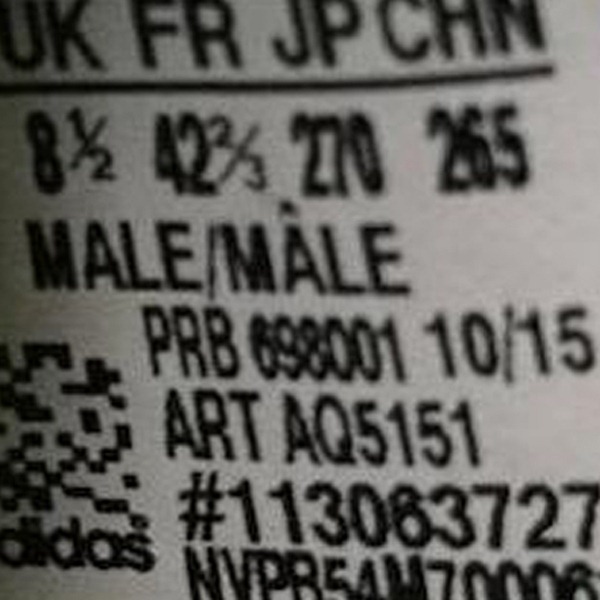 UK FR JP CHN
8½ 42⅔ 270 265
MALE/MÂLE
PRB 698001 10/15
ART AQ5151
#113063727
adidas